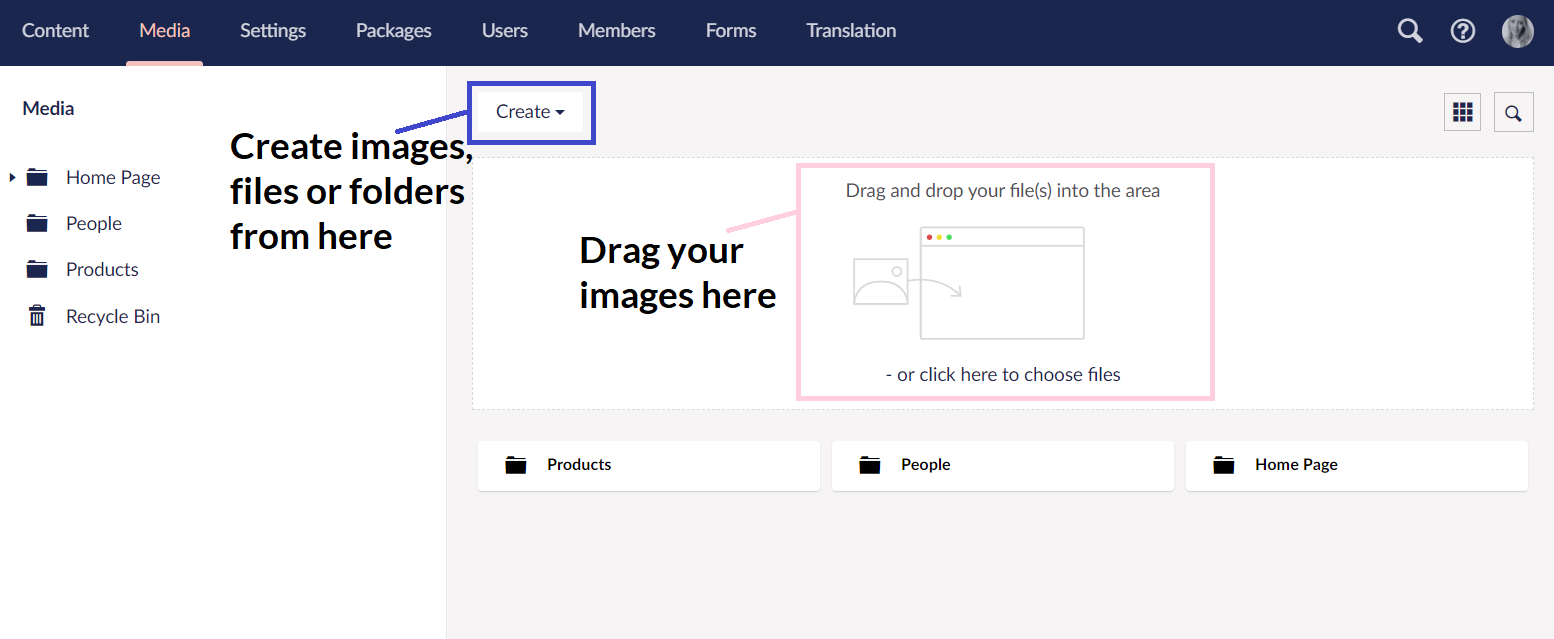 Content Media Settings Packages Users Members Forms Translation
Media
Home Page
People
Products
Recycle Bin
Create images,
files or folders
from here
Create
Drag and drop your file(s) into the area
Drag your
images here
- or click here to choose files
Products People Home Page